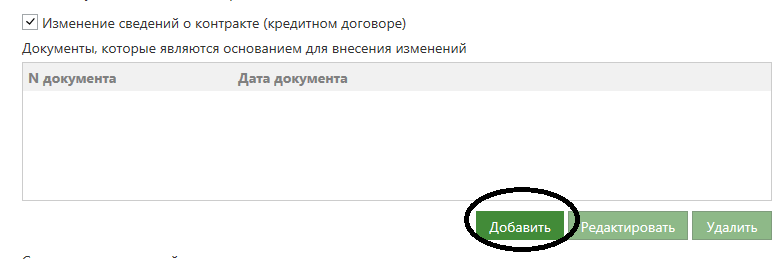 Изменение сведений о контракте (кредитном договоре)
Документы, которые являются основанием для внесения изменений
N документа Дата документа
Добавить Редактировать Удалить